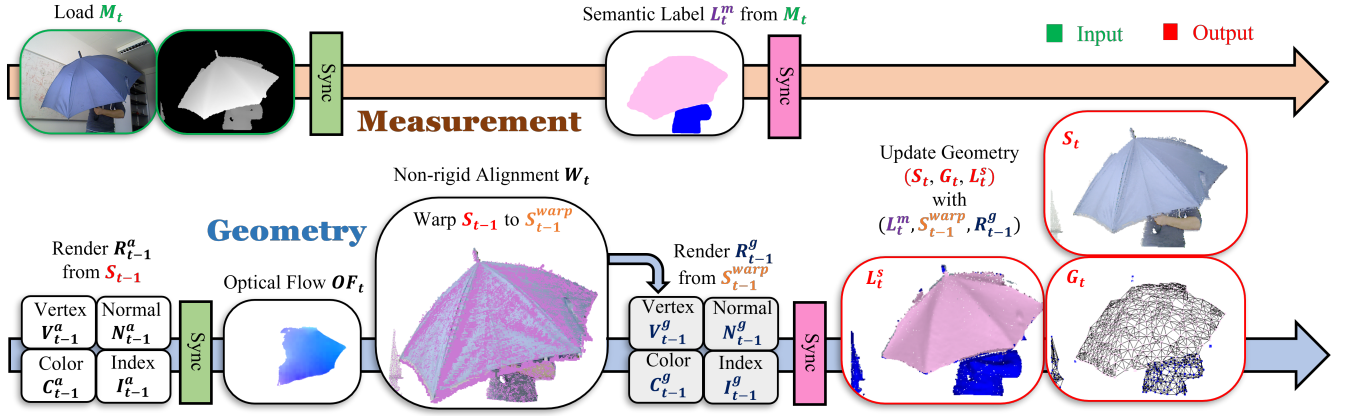 Load M_t
Semantic Label L_t^m from M_t
Input
Output
Sync
Sync
Measurement
Non-rigid Alignment W_t
Warp S_{t-1} to S_{t-1}^{warp}
Geometry
Render R_{t-1}^a
from S_{t-1}
Optical Flow OF_t
Vertex
V_{t-1}^a
Normal
N_{t-1}^a
Color
C_{t-1}^a
Index
I_{t-1}^a
Sync
Render R_{t-1}^g
from S_{t-1}^{warp}
Vertex
V_{t-1}^g
Normal
N_{t-1}^g
Color
C_{t-1}^g
Index
I_{t-1}^g
Sync
Update Geometry
(S_t, G_t, L_t^s)
with
(L_t^m, S_{t-1}^{warp}, R_{t-1}^g)
S_t
L_t^s
G_t